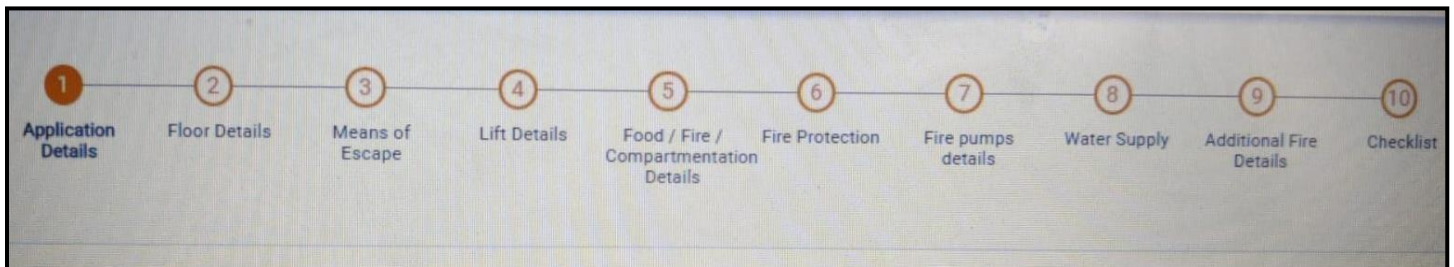 1
Application
Details
2
Floor Details
3
Means of
Escape
4
Lift Details
5
Food / Fire /
Compartmentation
Details
6
Fire Protection
7
Fire pumps
details
8
Water Supply
9
Additional Fire
Details
10
Checklist